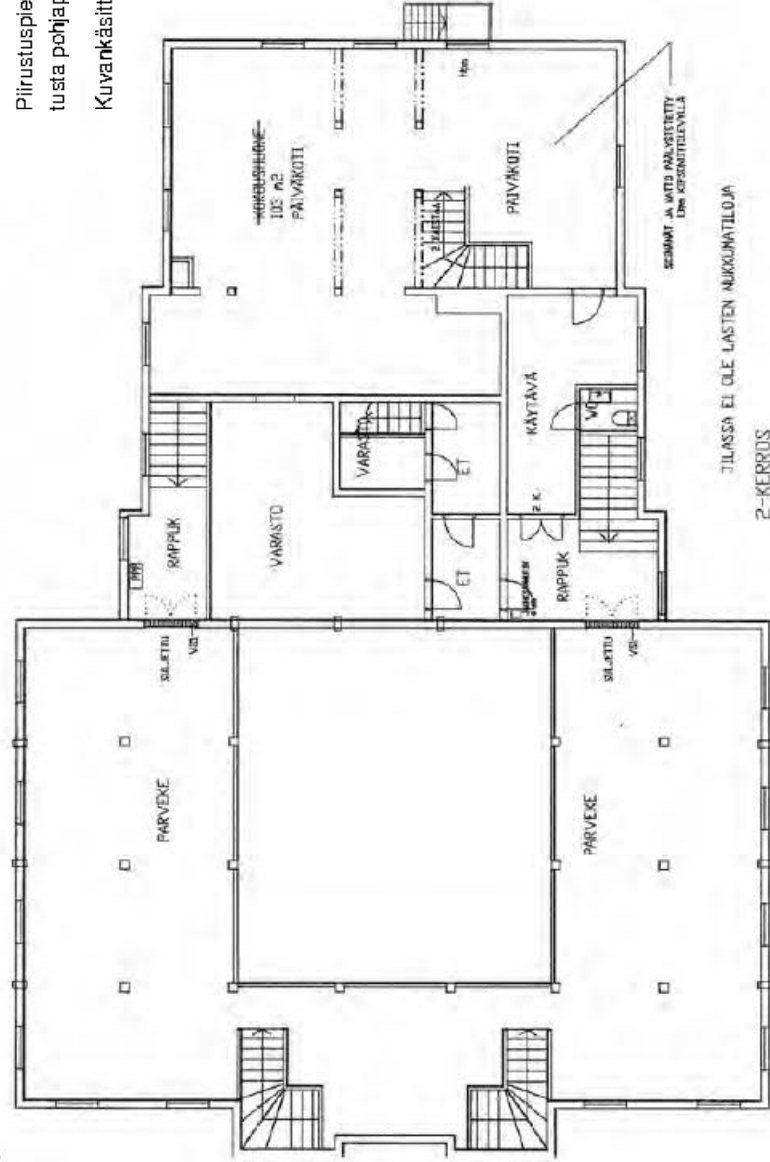 Piirustuspie
tusta pohjap
Kuvankäsitt
KOKOUSHUONE
103 m2
PÄIVÄKOTI
PÄIVÄKOTI
SEINÄT JA KATTO PÄÄLYSTETTY
TILASSA EI OLE LASTEN NUKKUMATILOJA
2-KERROS
KÄYTÄVÄ
WC
VARASTO
VARASTO
ET
ET
RAPPUK
RAPPUK
2.K.
SULJETTU
SULJETTU
PARVEKE
PARVEKE